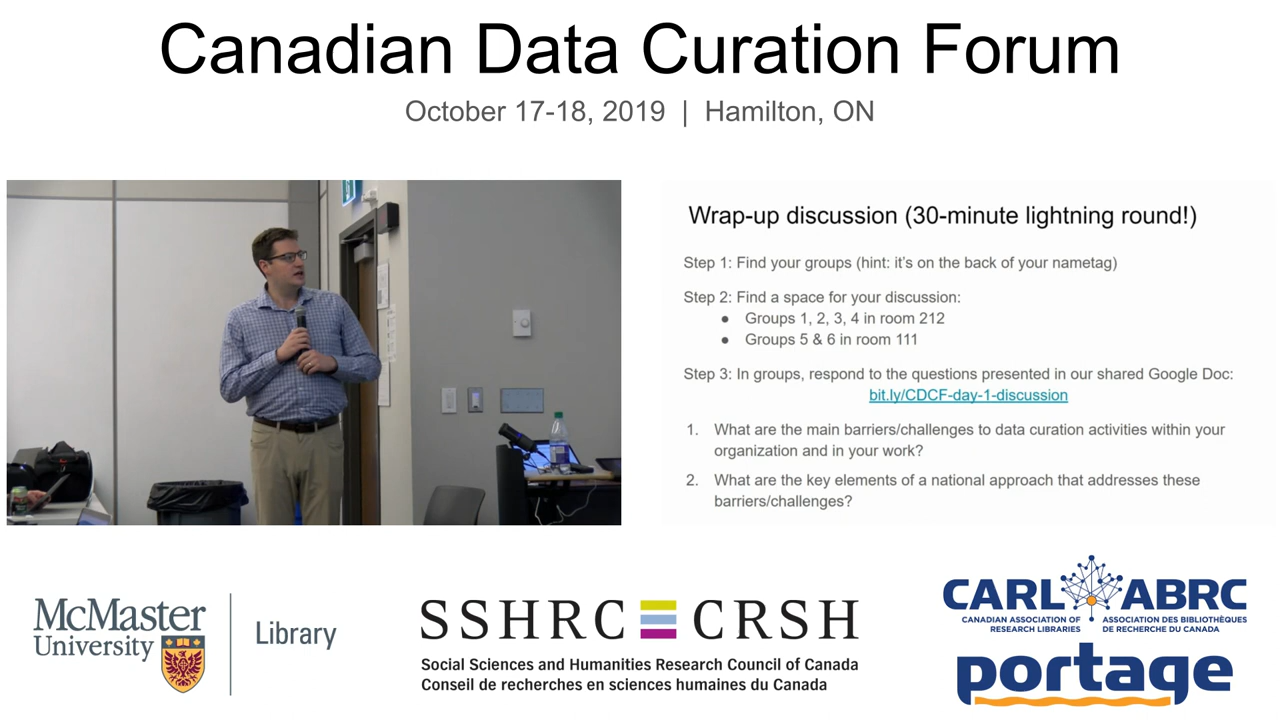 Canadian Data Curation Forum
October 17-18, 2019 | Hamilton, ON
Wrap-up discussion (30-minute lightning round!)
Step 1: Find your groups (hint: it's on the back of your nametag)
Step 2: Find a space for your discussion:
● Groups 1, 2, 3, 4 in room 212
● Groups 5 & 6 in room 111
Step 3: In groups, respond to the questions presented in our shared Google Doc:
bit.ly/CDCF-day-1-discussion
1. What are the main barriers/challenges to data curation activities within your
organization and in your work?
2. What are the key elements of a national approach that addresses these
barriers/challenges?
McMaster
University
Library
SSHRC CRSH
Social Sciences and Humanities Research Council of Canada
Conseil de recherches en sciences humaines du Canada
CARL ABRC
CANADIAN ASSOCIATION OF
RESEARCH LIBRARIES
ASSOCIATION DES BIBLIOTHÈQUES
DE RECHERCHE DU CANADA
portage